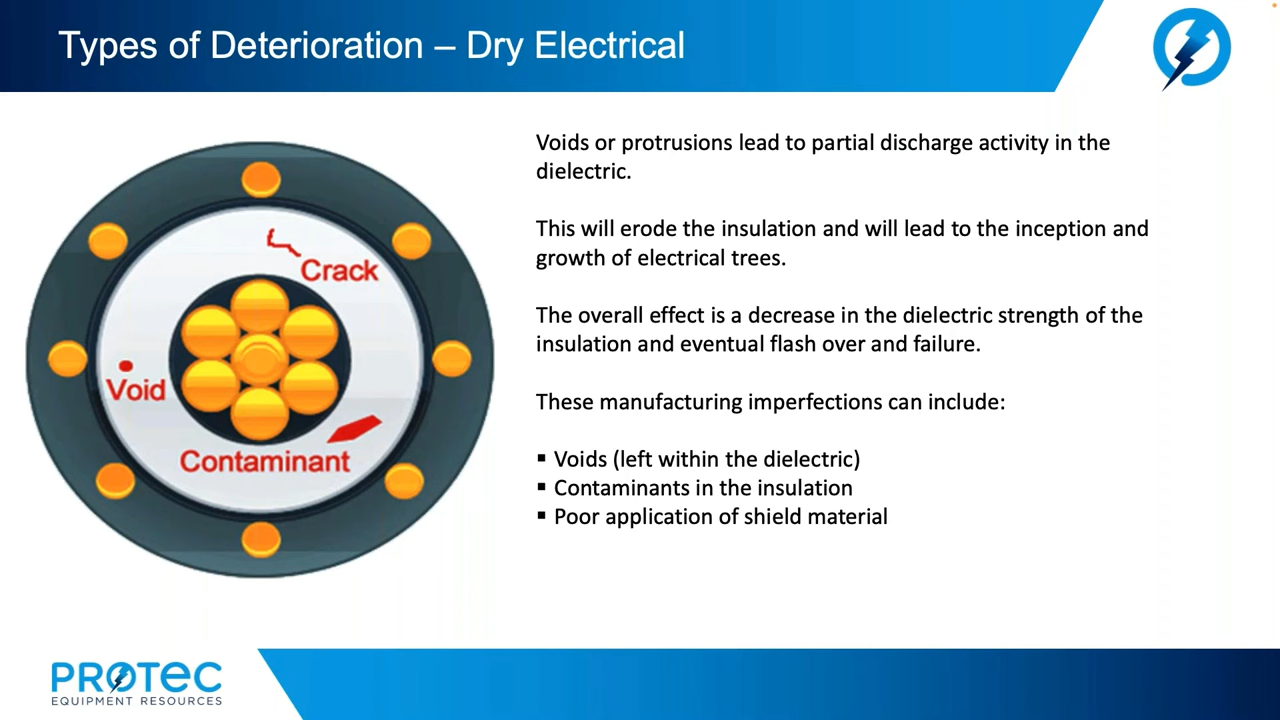 Types of Deterioration – Dry Electrical
Crack
Void
Contaminant
Voids or protrusions lead to partial discharge activity in the
dielectric.
This will erode the insulation and will lead to the inception and
growth of electrical trees.
The overall effect is a decrease in the dielectric strength of the
insulation and eventual flash over and failure.
These manufacturing imperfections can include:
▪ Voids (left within the dielectric)
▪ Contaminants in the insulation
▪ Poor application of shield material
PROTEC
EQUIPMENT RESOURCES